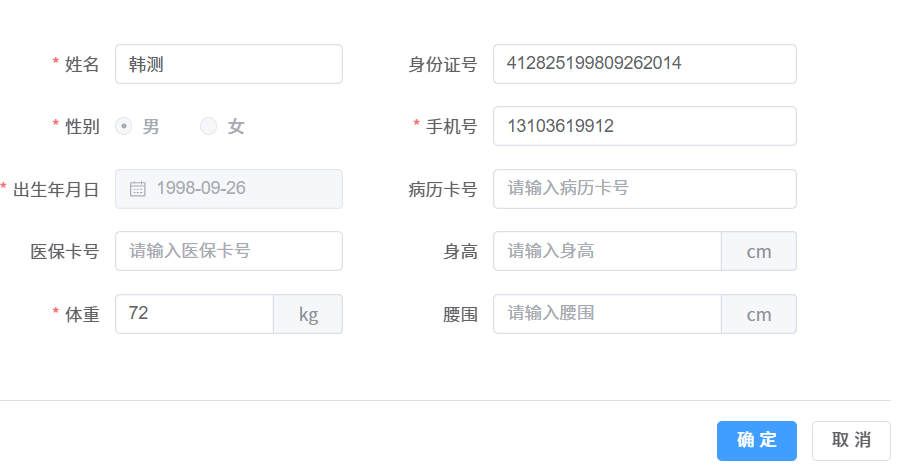 * 姓名 韩测 身份证号 412825199809262014
* 性别 男 女 * 手机号 13103619912
* 出生年月日 1998-09-26 病历卡号 请输入病历卡号
医保卡号 请输入医保卡号 身高 请输入身高 cm
* 体重 72 kg 腰围 请输入腰围 cm
确定 取消